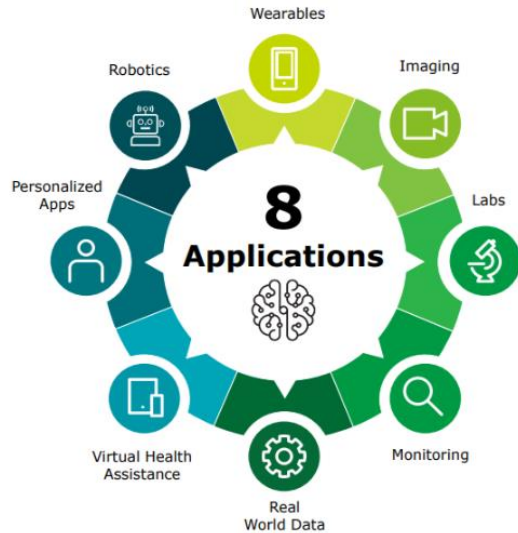 Wearables
Imaging
Labs
Monitoring
Real
World Data
Virtual Health
Assistance
Personalized
Apps
Robotics
8
Applications